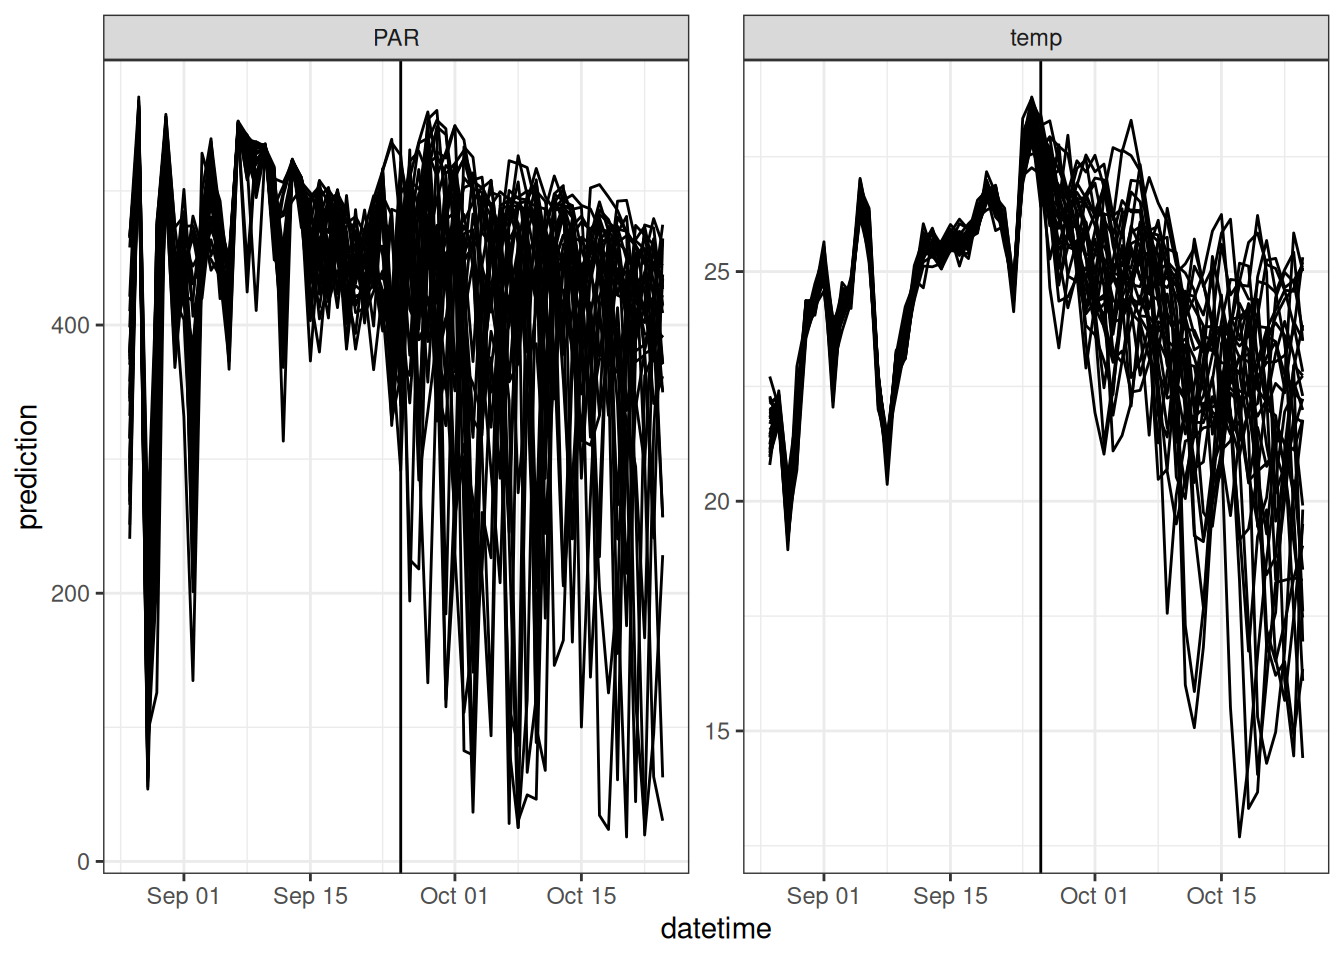 PAR
temp
prediction
400
200
0
25
20
15
Sep 01
Sep 15
Oct 01
Oct 15
Sep 01
Sep 15
Oct 01
Oct 15
datetime